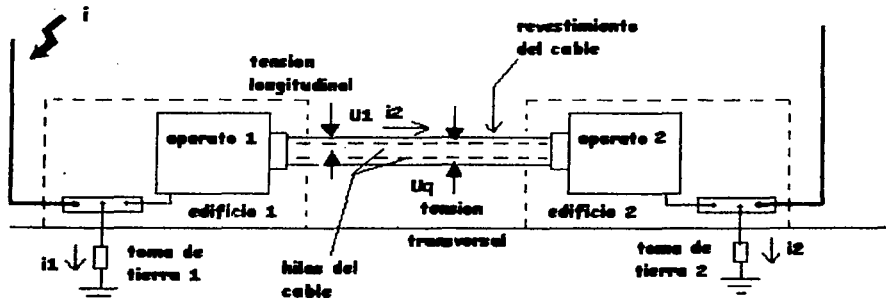 i
revestimiento
del cable
tension
longitudinal
U1 i2
aparato 1
aparato 2
Uq
edificio 1
tension
edificio 2
transversal
i1
toma de
tierra 1
hilos del
cable
toma de
tierra 2
i2